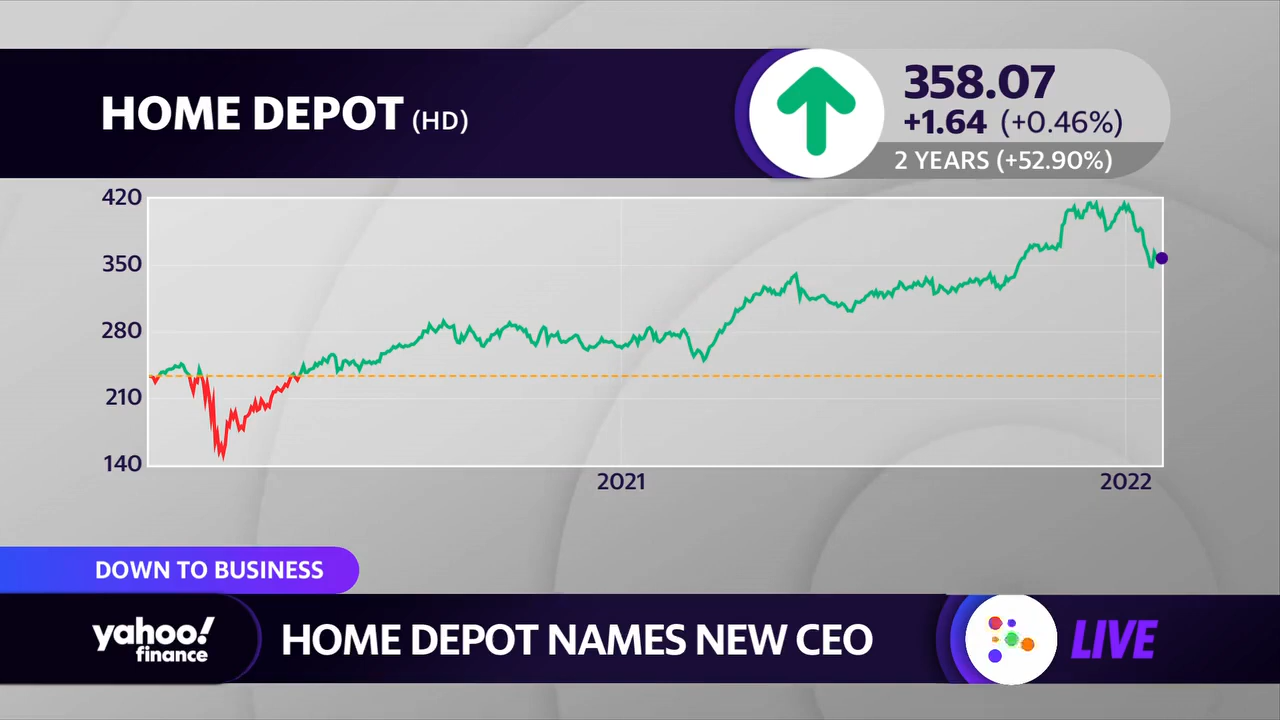 HOME DEPOT (HD)
358.07
+1.64 (+0.46%)
2 YEARS (+52.90%)
420
350
280
210
140
2021 2022
DOWN TO BUSINESS
yahoo!
finance
HOME DEPOT NAMES NEW CEO
LIVE